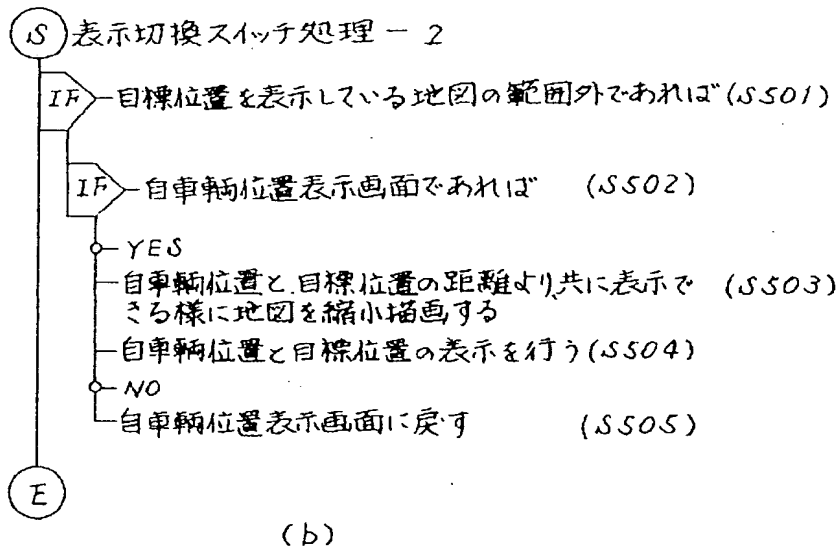 S 表示切換スイッチ処理－2
IF 目標位置を表示している地図の範囲外であれば (S501)
IF 自車輌位置表示画面であれば (S502)
YES
自車輌位置と、目標位置の距離より、共に表示で (S503)
きる様に地図を縮小描画する
自車輌位置と目標位置の表示を行う (S504)
NO
自車輌位置表示画面に戻す (S505)
E
(b)